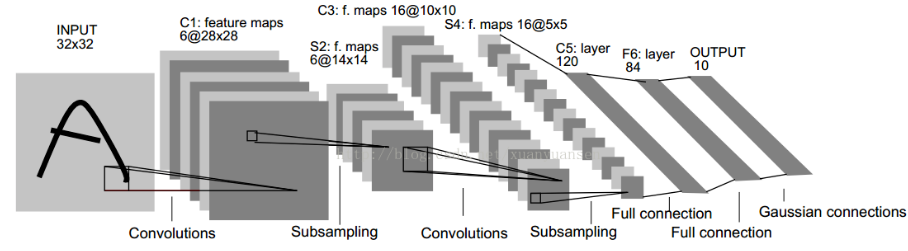 INPUT
32x32
C1: feature maps
6@28x28
S2: f. maps
6@14x14
C3: f. maps 16@10x10
S4: f. maps 16@5x5
C5: layer
120
F6: layer
84
OUTPUT
10
Convolutions
Subsampling
Convolutions
Subsampling
Full connection
Full connection
Gaussian connections
A